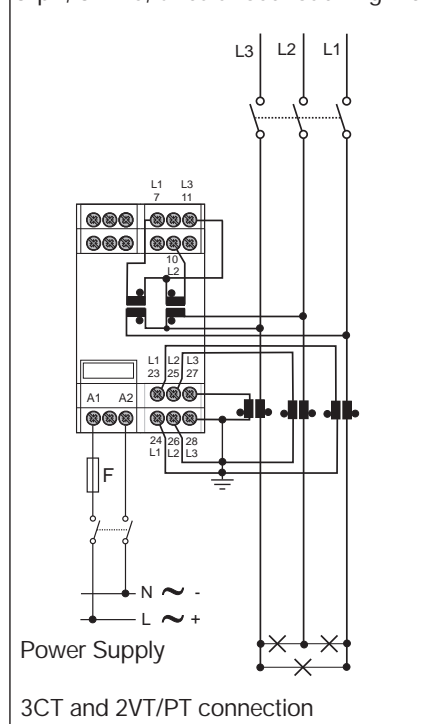 L3 L2 L1
L1 L3
7 11
10
L2
L1 L2 L3
23 25 27
A1 A2
24 26 28
L1 L2 L3
F
N ~ -
L ~ +
Power Supply
3CT and 2VT/PT connection